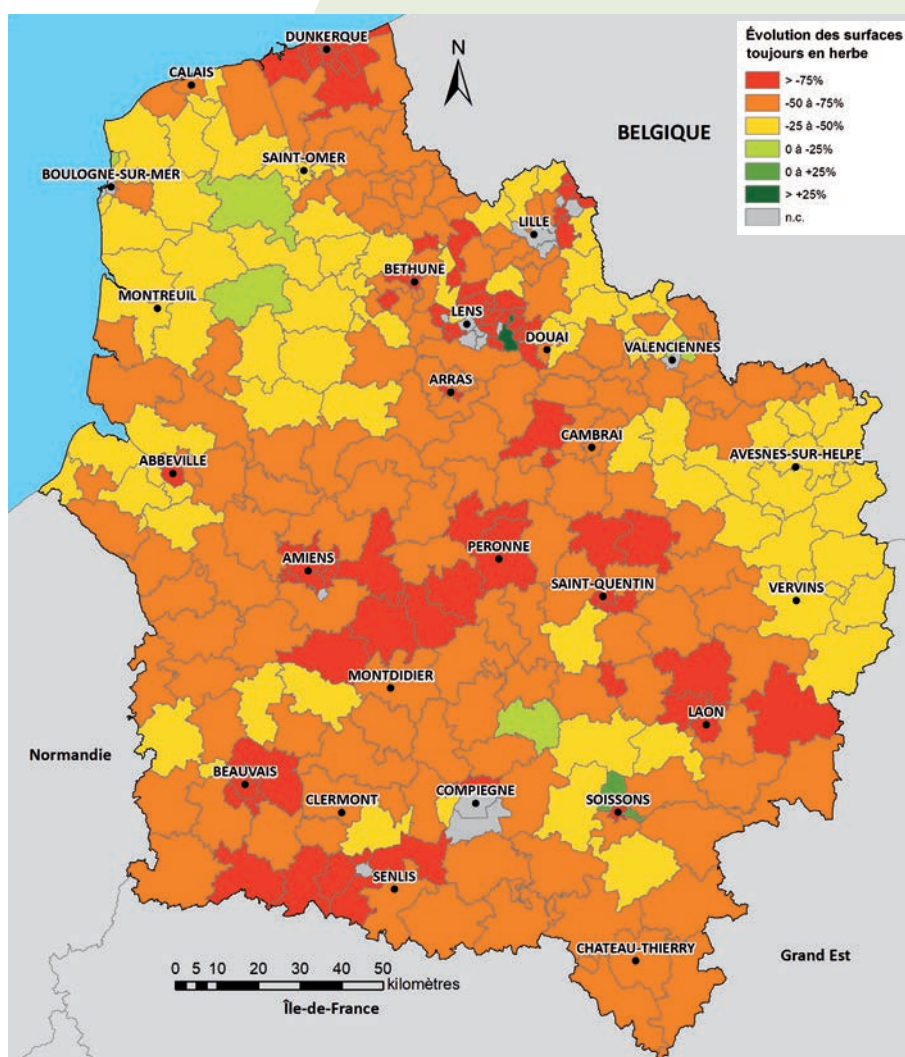 Évolution des surfaces
toujours en herbe
> -75%
-50 à -75%
-25 à -50%
0 à -25%
0 à +25%
> +25%
n.c.
N
BELGIQUE
DUNKERQUE
CALAIS
SAINT-OMER
BOULOGNE-SUR-MER
LILLE
BETHUNE
MONTREUIL
LENS
DOUAI
VALENCIENNES
ARRAS
CAMBRAI
AVESNES-SUR-HELPE
ABBEVILLE
AMIENS
PERONNE
SAINT-QUENTIN
VERVINS
MONTDIDIER
LAON
Normandie
BEAUVAIS
CLERMONT
COMPIEGNE
SOISSONS
SENLIS
CHATEAU-THIERRY
Grand Est
0 5 10 20 30 40 50
kilomètres
Île-de-France